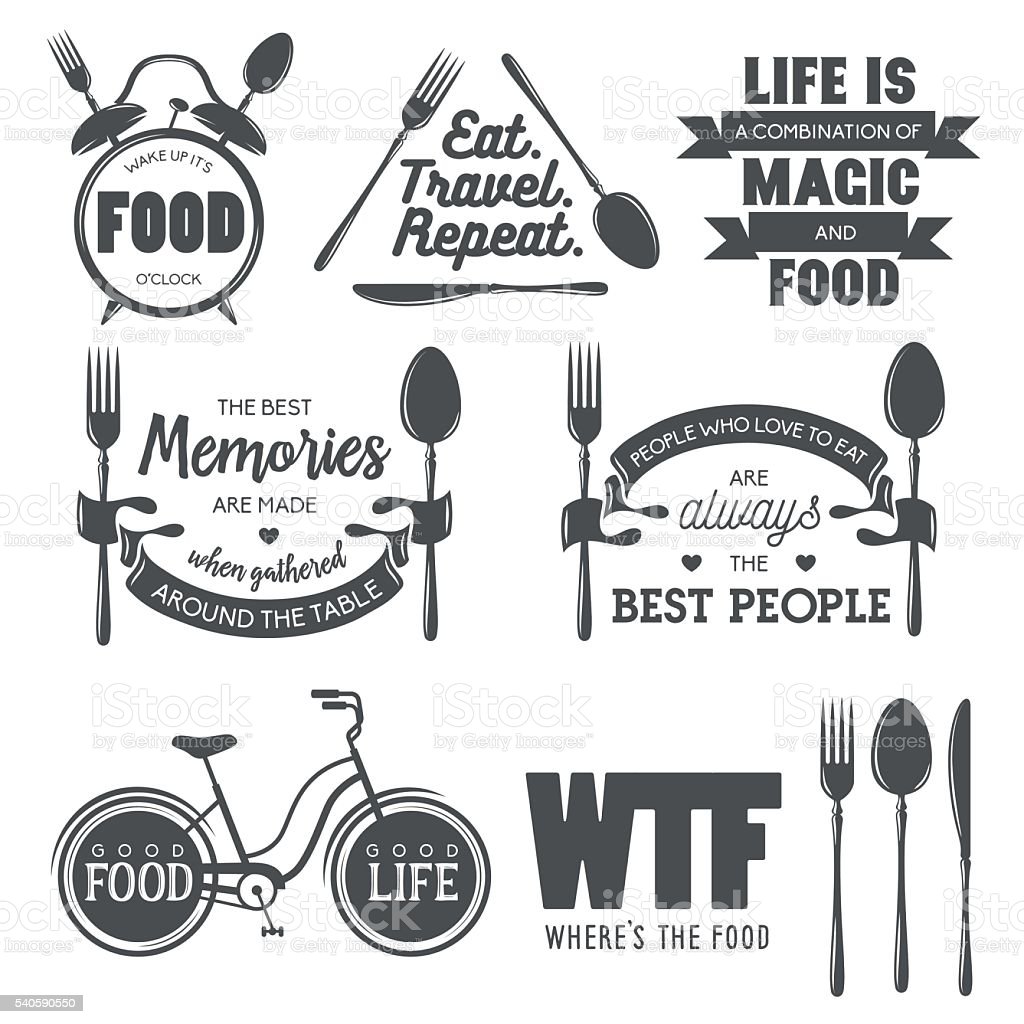 WAKE UP IT'S
FOOD
O'CLOCK
Eat.
Travel.
Repeat.
LIFE IS
A COMBINATION OF
MAGIC
AND
FOOD
THE BEST
Memories
ARE MADE
when gathered
AROUND THE TABLE
PEOPLE WHO LOVE TO EAT
ARE
always
THE
BEST PEOPLE
GOOD
FOOD
GOOD
LIFE
WTF
WHERE'S THE FOOD
iStock
by Getty Images™
540590550